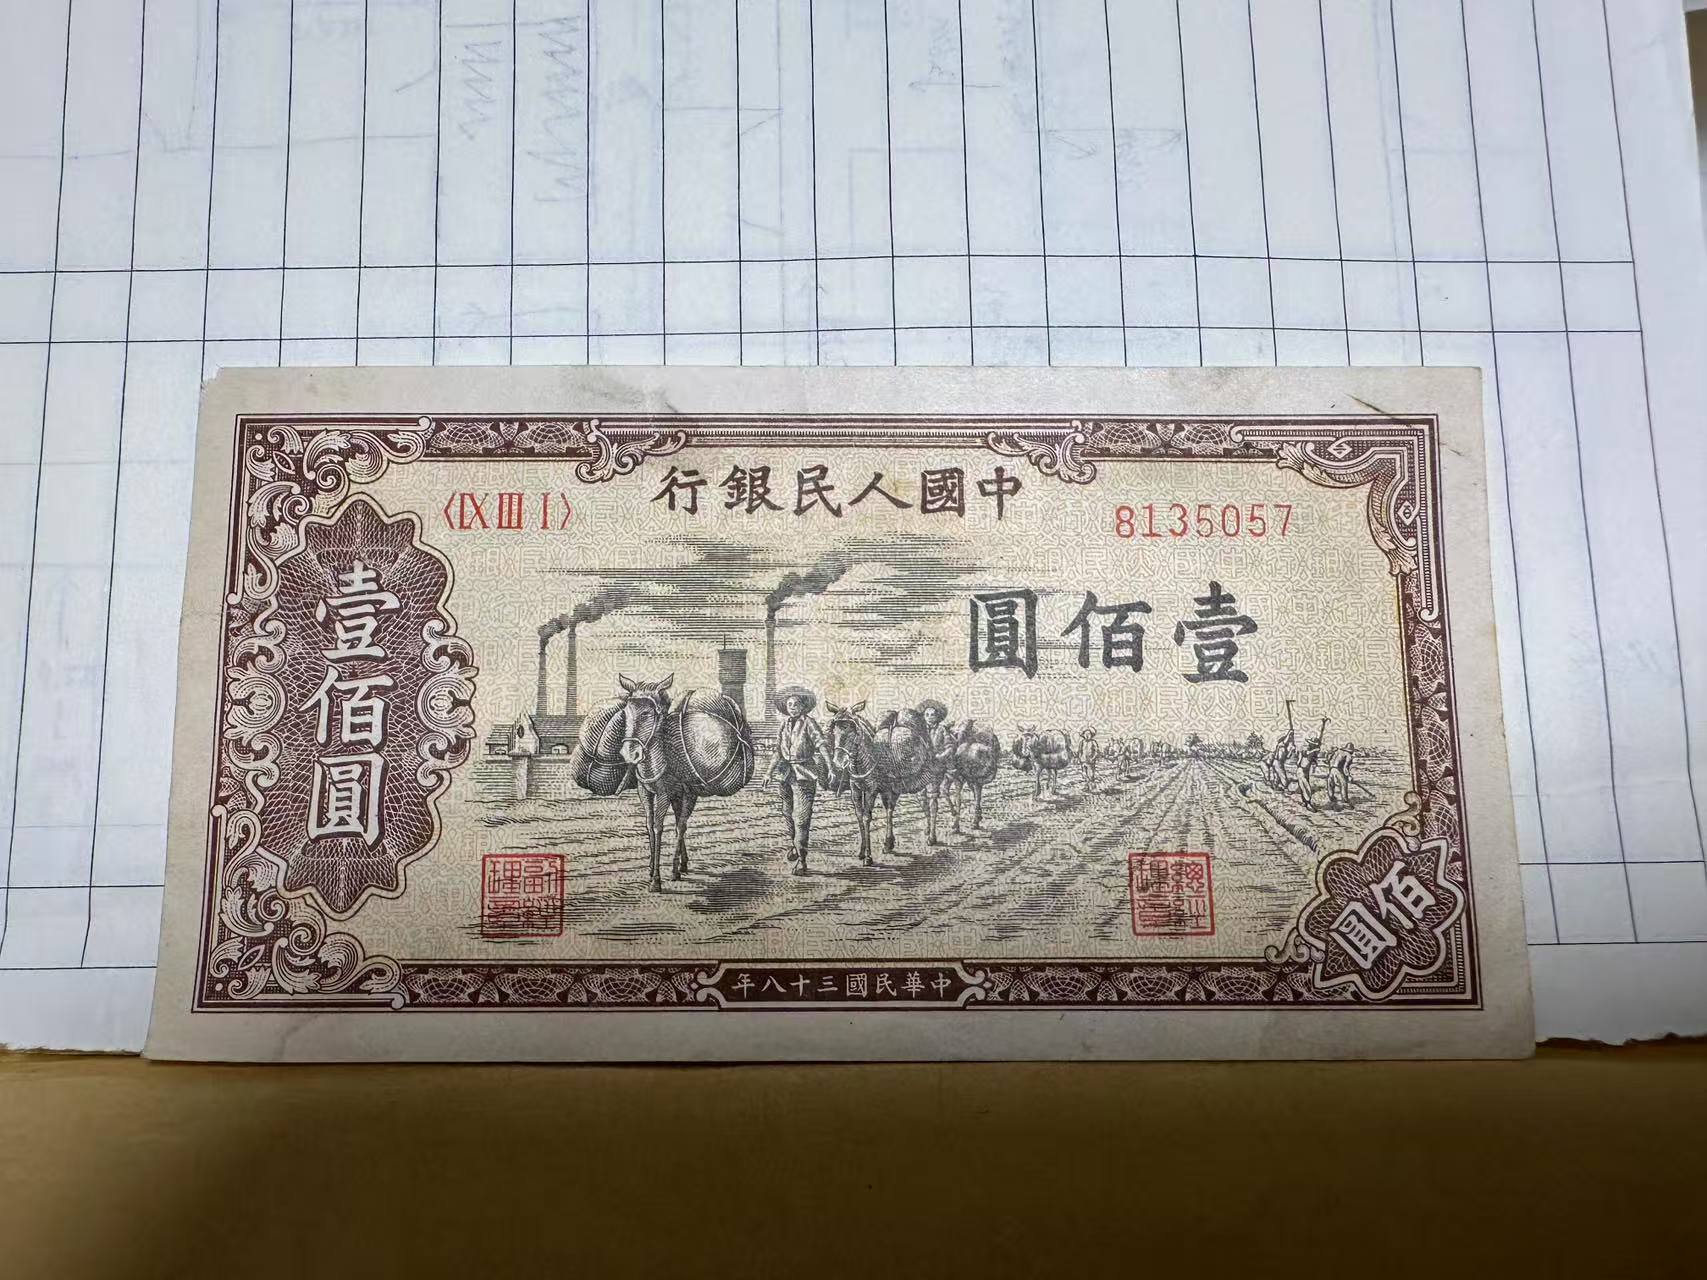 中國人民銀行
〈IX III I〉
8135057
壹佰圓
壹佰圓
佰圓
中華民國三十八年